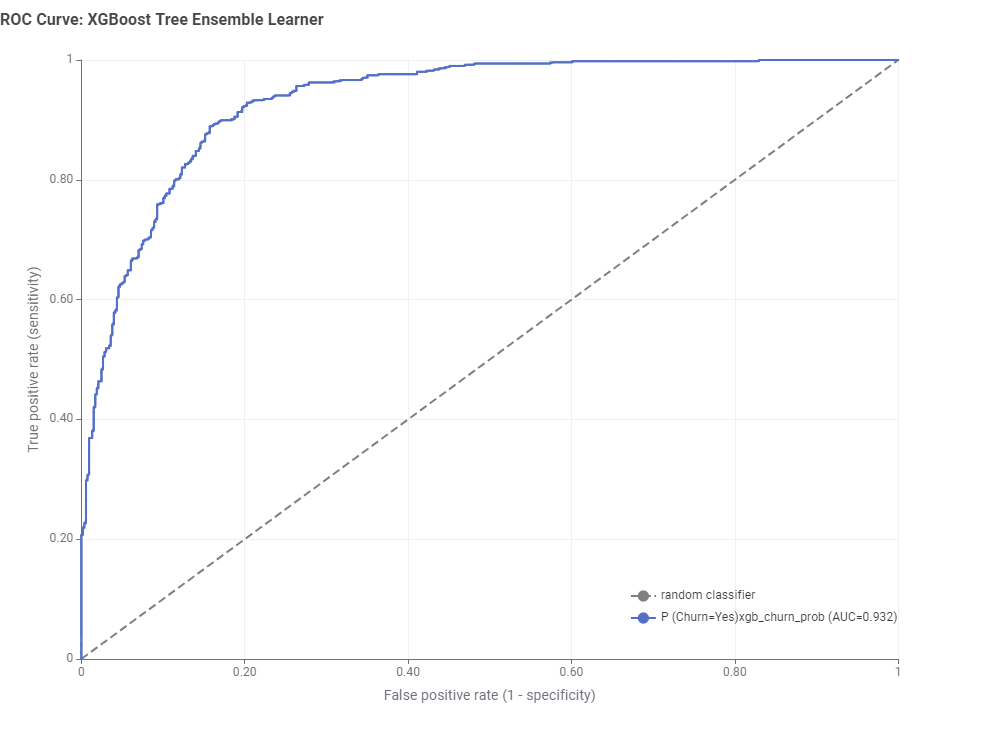 ROC Curve: XGBoost Tree Ensemble Learner
1
0.80
0.60
0.40
0.20
0
True positive rate (sensitivity)
random classifier
P (Churn=Yes)xgb_churn_prob (AUC=0.932)
0 0.20 0.40 0.60 0.80 1
False positive rate (1 - specificity)